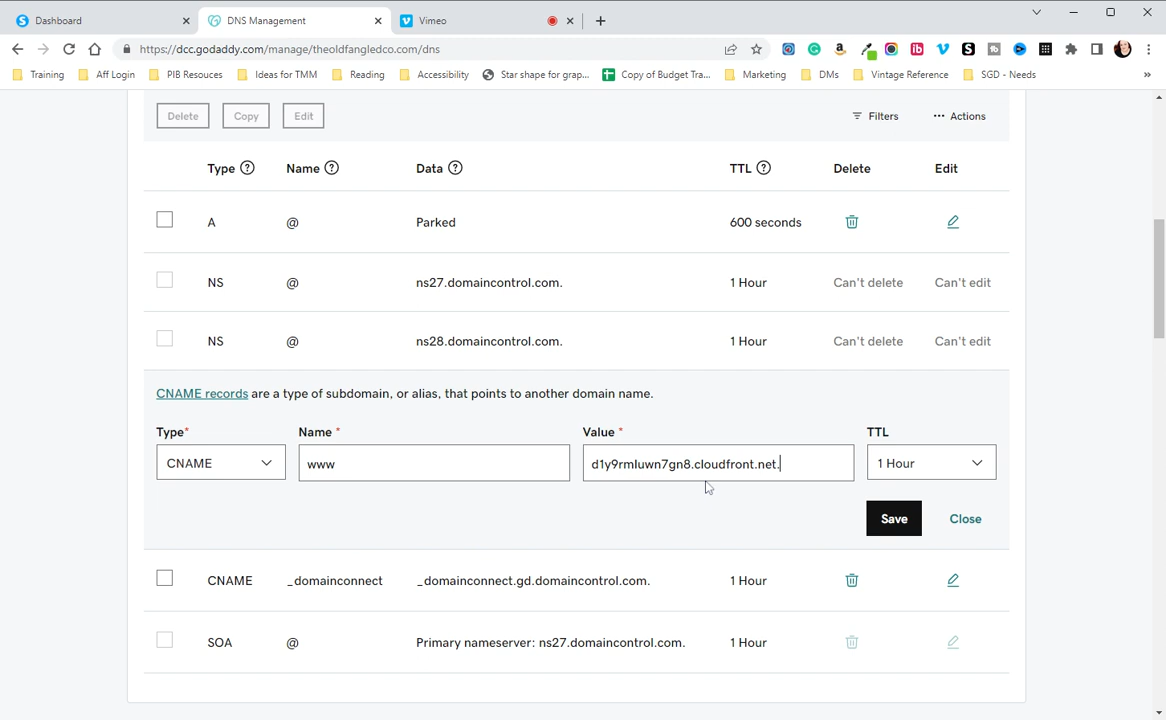 Dashboard
DNS Management
Vimeo
https://dcc.godaddy.com/manage/theoldfangledco.com/dns
Training
Aff Login
PIB Resouces
Ideas for TMM
Reading
Accessibility
Star shape for grap...
Copy of Budget Tra...
Marketing
DMs
Vintage Reference
SGD - Needs
Delete Copy Edit Filters Actions
Type Name Data TTL Delete Edit
A @ Parked 600 seconds
NS @ ns27.domaincontrol.com. 1 Hour Can't delete Can't edit
NS @ ns28.domaincontrol.com. 1 Hour Can't delete Can't edit
CNAME records are a type of subdomain, or alias, that points to another domain name.
Type* Name * Value * TTL
CNAME www d1y9rmluwn7gn8.cloudfront.net. 1 Hour
Save Close
CNAME _domainconnect _domainconnect.gd.domaincontrol.com. 1 Hour
SOA @ Primary nameserver: ns27.domaincontrol.com. 1 Hour